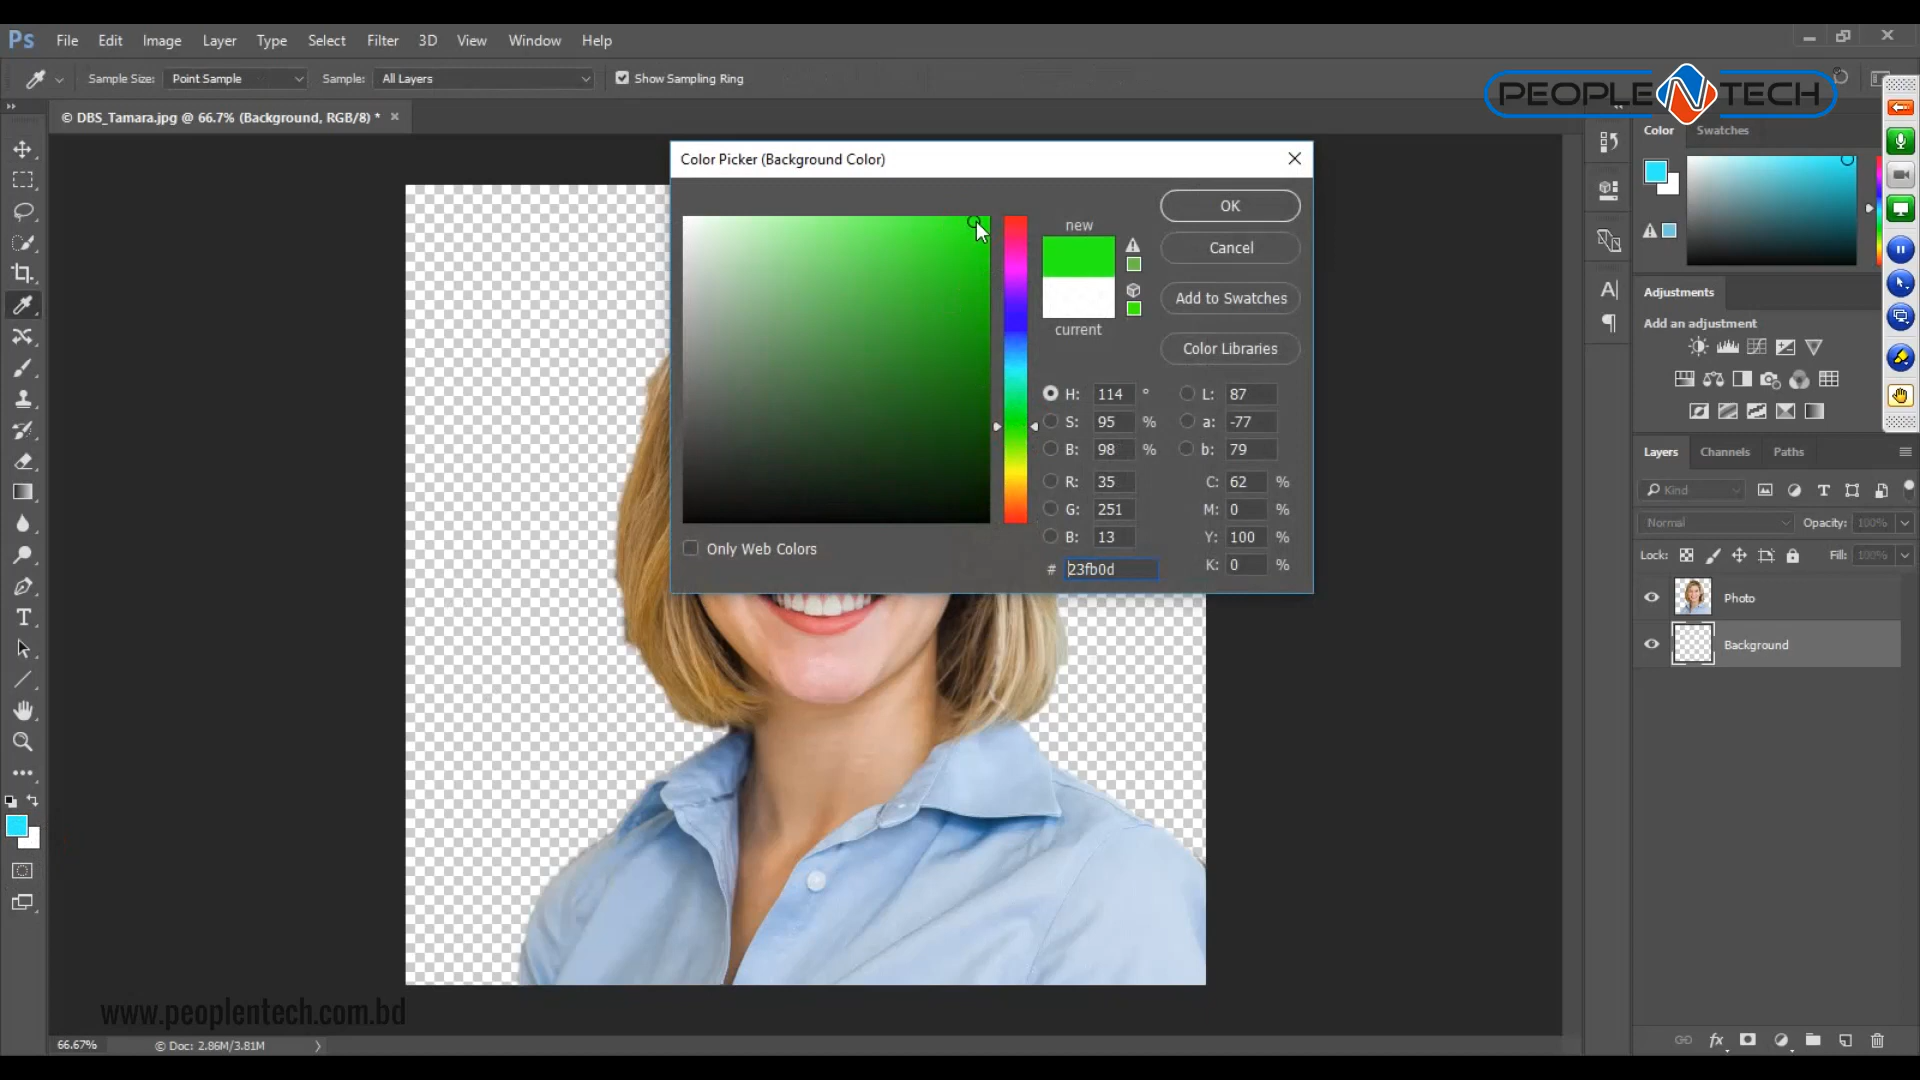 Ps File Edit Image Layer Type Select Filter 3D View Window Help
Sample Size: Point Sample Sample: All Layers Show Sampling Ring
PEOPLE N TECH
© DBS_Tamara.jpg @ 66.7% (Background, RGB/8) *
Color Swatches
Color Picker (Background Color)
new
current
OK
Cancel
Add to Swatches
Color Libraries
H: 114 ° L: 87
S: 95 % a: -77
B: 98 % b: 79
R: 35 C: 62 %
G: 251 M: 0 %
B: 13 Y: 100 %
# 23fb0d K: 0 %
Only Web Colors
Adjustments
Add an adjustment
Layers Channels Paths
Kind
Normal Opacity: 100%
Lock: Fill: 100%
Photo
Background
www.peoplentech.com.bd
66.67% © Doc: 2.86M/3.81M
fx